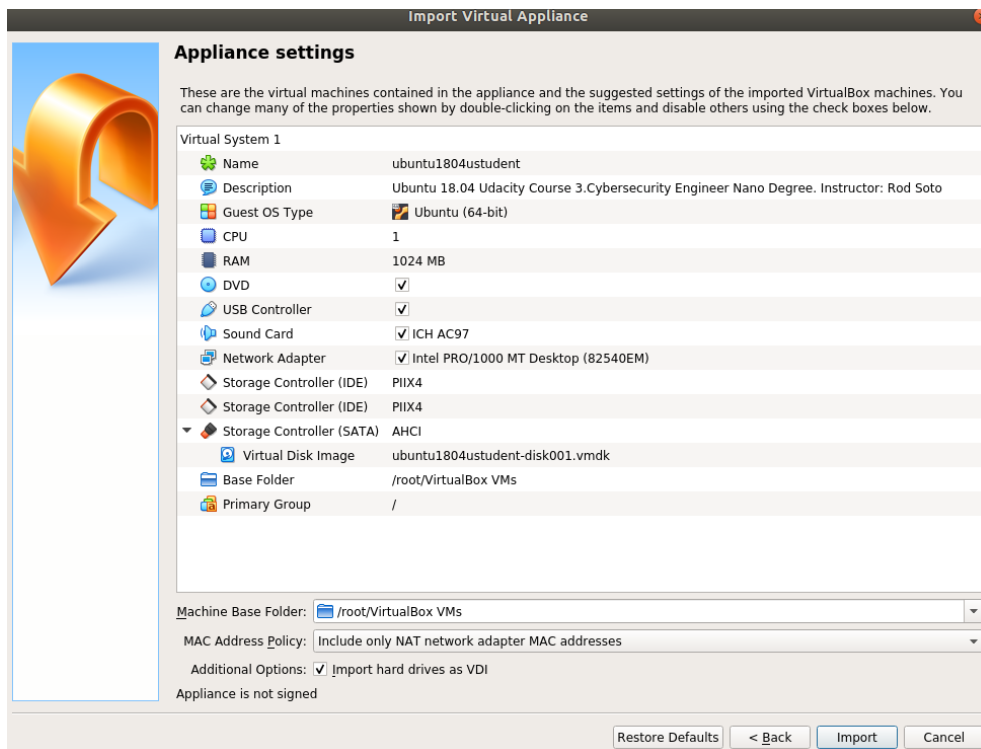 Import Virtual Appliance
Appliance settings
These are the virtual machines contained in the appliance and the suggested settings of the imported VirtualBox machines. You
can change many of the properties shown by double-clicking on the items and disable others using the check boxes below.
Virtual System 1
Name ubuntu1804ustudent
Description Ubuntu 18.04 Udacity Course 3.Cybersecurity Engineer Nano Degree. Instructor: Rod Soto
Guest OS Type Ubuntu (64-bit)
CPU 1
RAM 1024 MB
DVD
USB Controller
Sound Card ICH AC97
Network Adapter Intel PRO/1000 MT Desktop (82540EM)
Storage Controller (IDE) PIIX4
Storage Controller (IDE) PIIX4
Storage Controller (SATA) AHCI
Virtual Disk Image ubuntu1804ustudent-disk001.vmdk
Base Folder /root/VirtualBox VMs
Primary Group /
Machine Base Folder: /root/VirtualBox VMs
MAC Address Policy: Include only NAT network adapter MAC addresses
Additional Options: Import hard drives as VDI
Appliance is not signed
Restore Defaults < Back Import Cancel